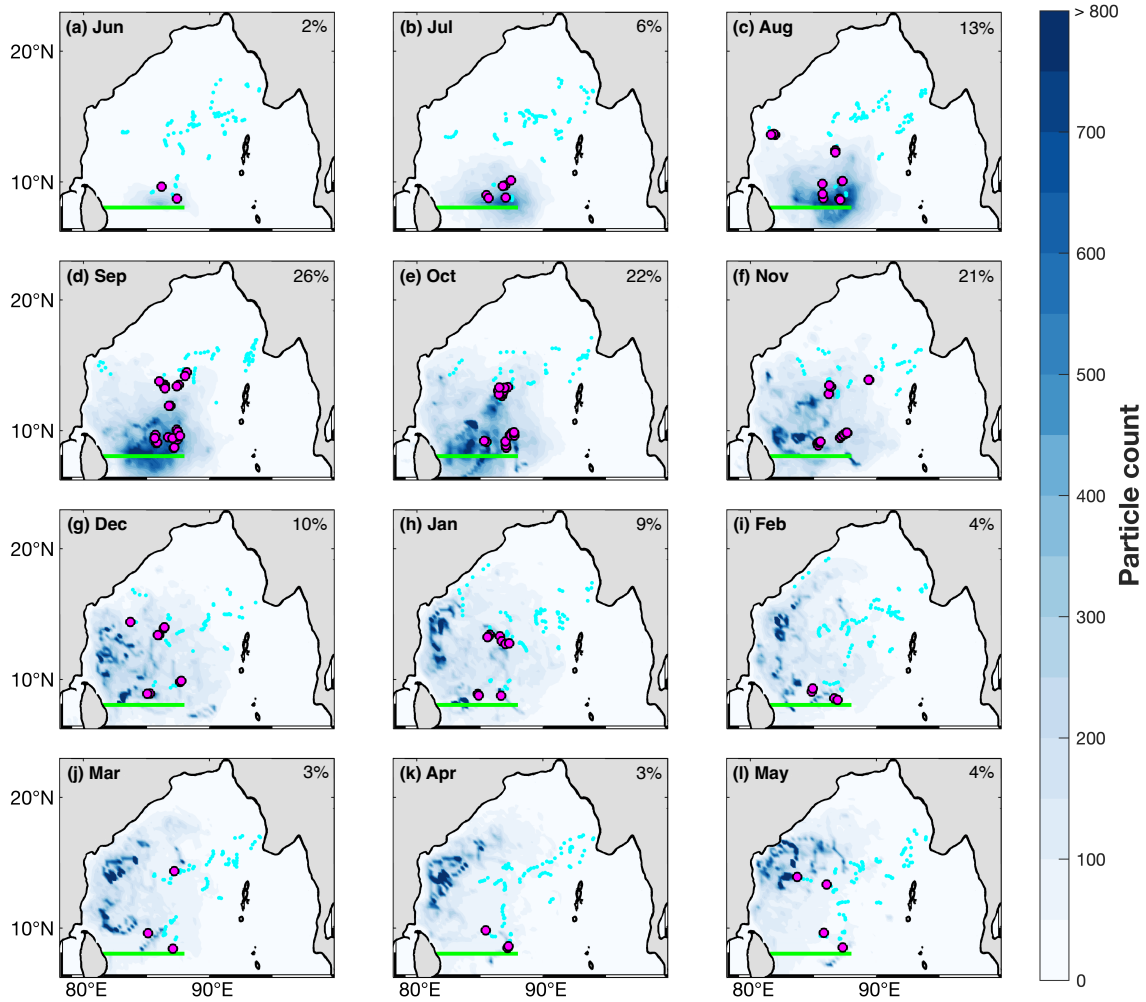 (a) Jun 2%
(b) Jul 6%
(c) Aug 13%
20°N
10°N
(d) Sep 26%
(e) Oct 22%
(f) Nov 21%
20°N
10°N
(g) Dec 10%
(h) Jan 9%
(i) Feb 4%
20°N
10°N
(j) Mar 3%
(k) Apr 3%
(l) May 4%
20°N
10°N
80°E 90°E
80°E 90°E
80°E 90°E
> 800
700
600
500
400
300
200
100
0
Particle count